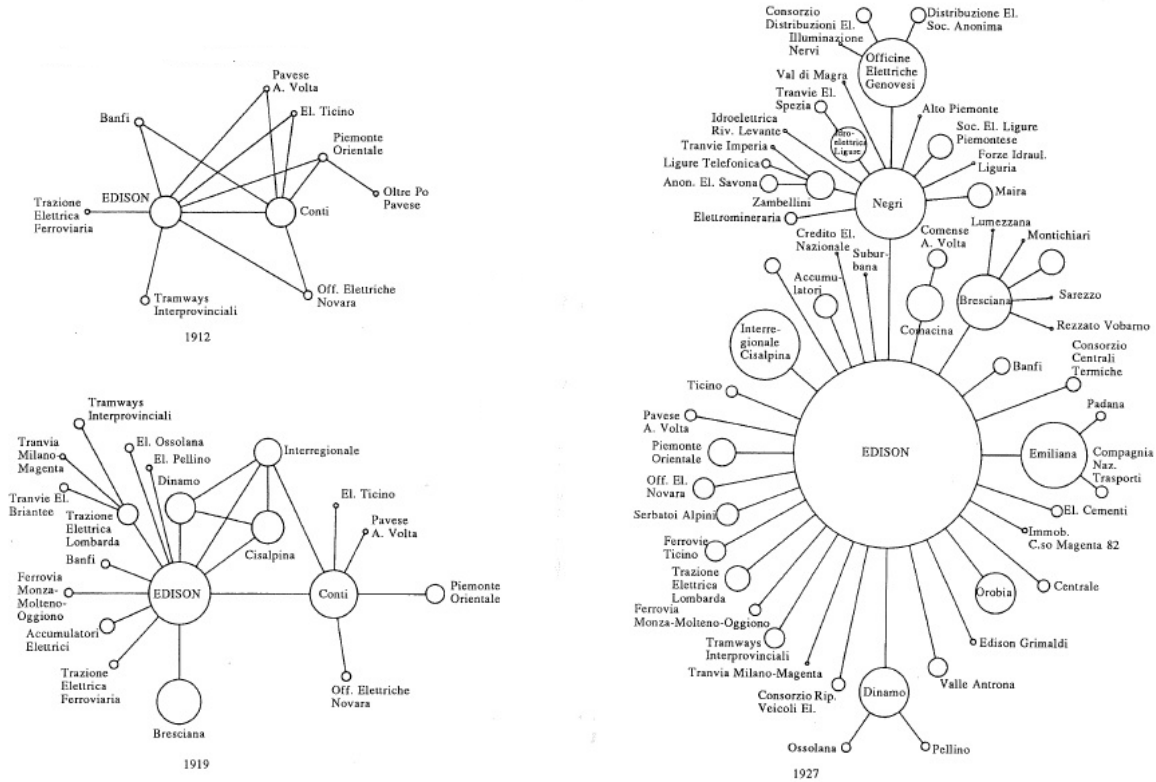 Pavese
A. Volta
El. Ticino
Banfi
Piemonte
Orientale
EDISON
Oltre Po
Pavese
Trazione
Elettrica
Ferroviaria
Conti
Tramways
Interprovinciali
Off. Elettriche
Novara
1912
Tramways
Interprovinciali
Tranvia
Milano-
Magenta
El. Ossolana
El. Pellino
Interregionale
Dinamo
Tranvie El.
Briantee
Trazione
Elettrica
Lombarda
El. Ticino
Pavese
A. Volta
Cisalpina
Banfi
Ferrovia
Monza-
Molteno-
Oggiono
EDISON
Conti
Piemonte
Orientale
Accumulatori
Elettrici
Trazione
Elettrica
Ferroviaria
Off. Elettriche
Novara
Bresciana
1919
Consorzio
Distribuzioni El.
Illuminazione
Nervi
Distribuzione El.
Soc. Anonima
Officine
Elettriche
Genovesi
Val di Magra
Tranvie El.
Spezia
Alto Piemonte
Idroelettrica
Riv. Levante
Idro-
elettrica
Ligure
Soc. El. Ligure
Piemontese
Tranvie Imperia
Forze Idraul.
Liguria
Ligure Telefonica
Anon. El. Savona
Zambellini
Negri
Maira
Elettromineraria
Credito El.
Nazionale
Subur-
bana
Comense
A. Volta
Lumezzana
Montichiari
Accumu-
latori
Comacina
Bresciana
Sarezzo
Rezzato Vobarno
Interre-
gionale
Cisalpina
Consorzio
Centrali
Termiche
Banfi
Ticino
Padana
Pavese
A. Volta
Piemonte
Orientale
EDISON
Emiliana
Compagnia
Naz.
Trasporti
Off. El.
Novara
Serbatoi Alpini
El. Cementi
Immob.
C.so Magenta 82
Ferrovie
Ticino
Trazione
Elettrica
Lombarda
Orobia
Centrale
Ferrovia
Monza-Molteno-Oggiono
Tramways
Interprovinciali
Edison Grimaldi
Tranvia Milano-Magenta
Valle Antrona
Consorzio Rip.
Veicoli El.
Dinamo
Ossolana
Pellino
1927